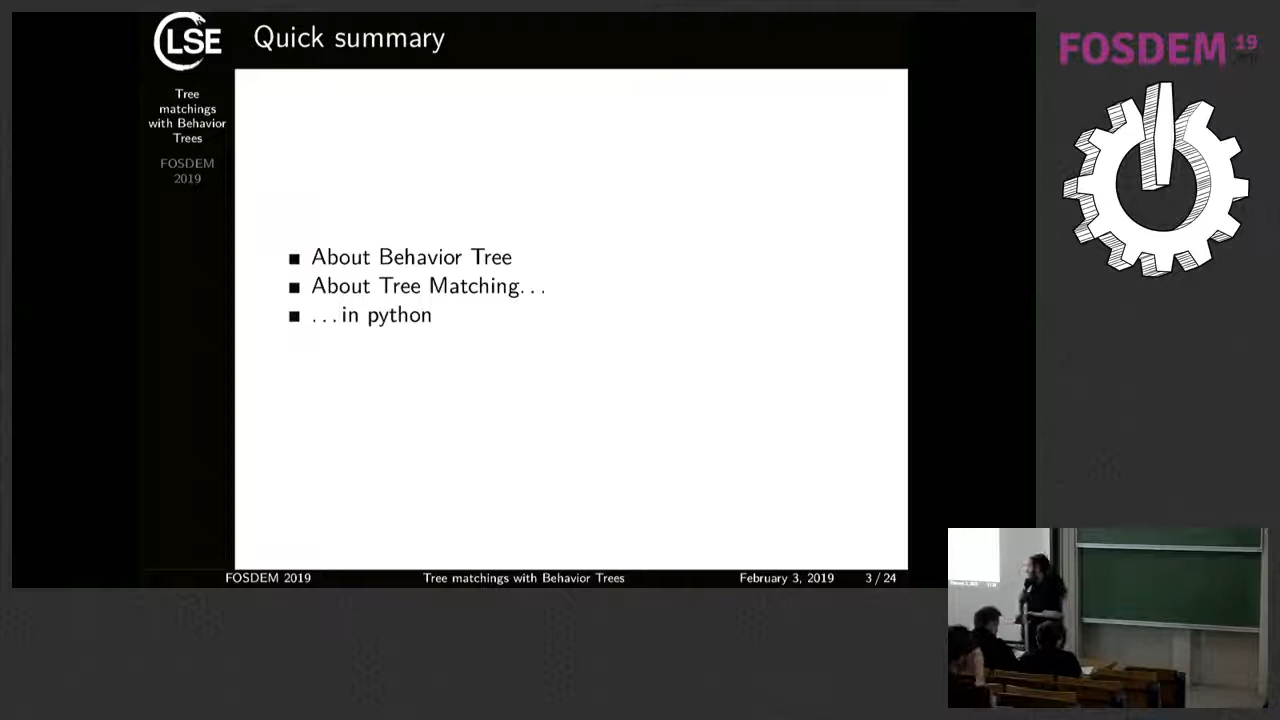 LSE
Quick summary
Tree
matchings
with Behavior
Trees
FOSDEM
2019
■ About Behavior Tree
■ About Tree Matching...
■ ...in python
FOSDEM 2019
Tree matchings with Behavior Trees
February 3, 2019
3 / 24
FOSDEM 19